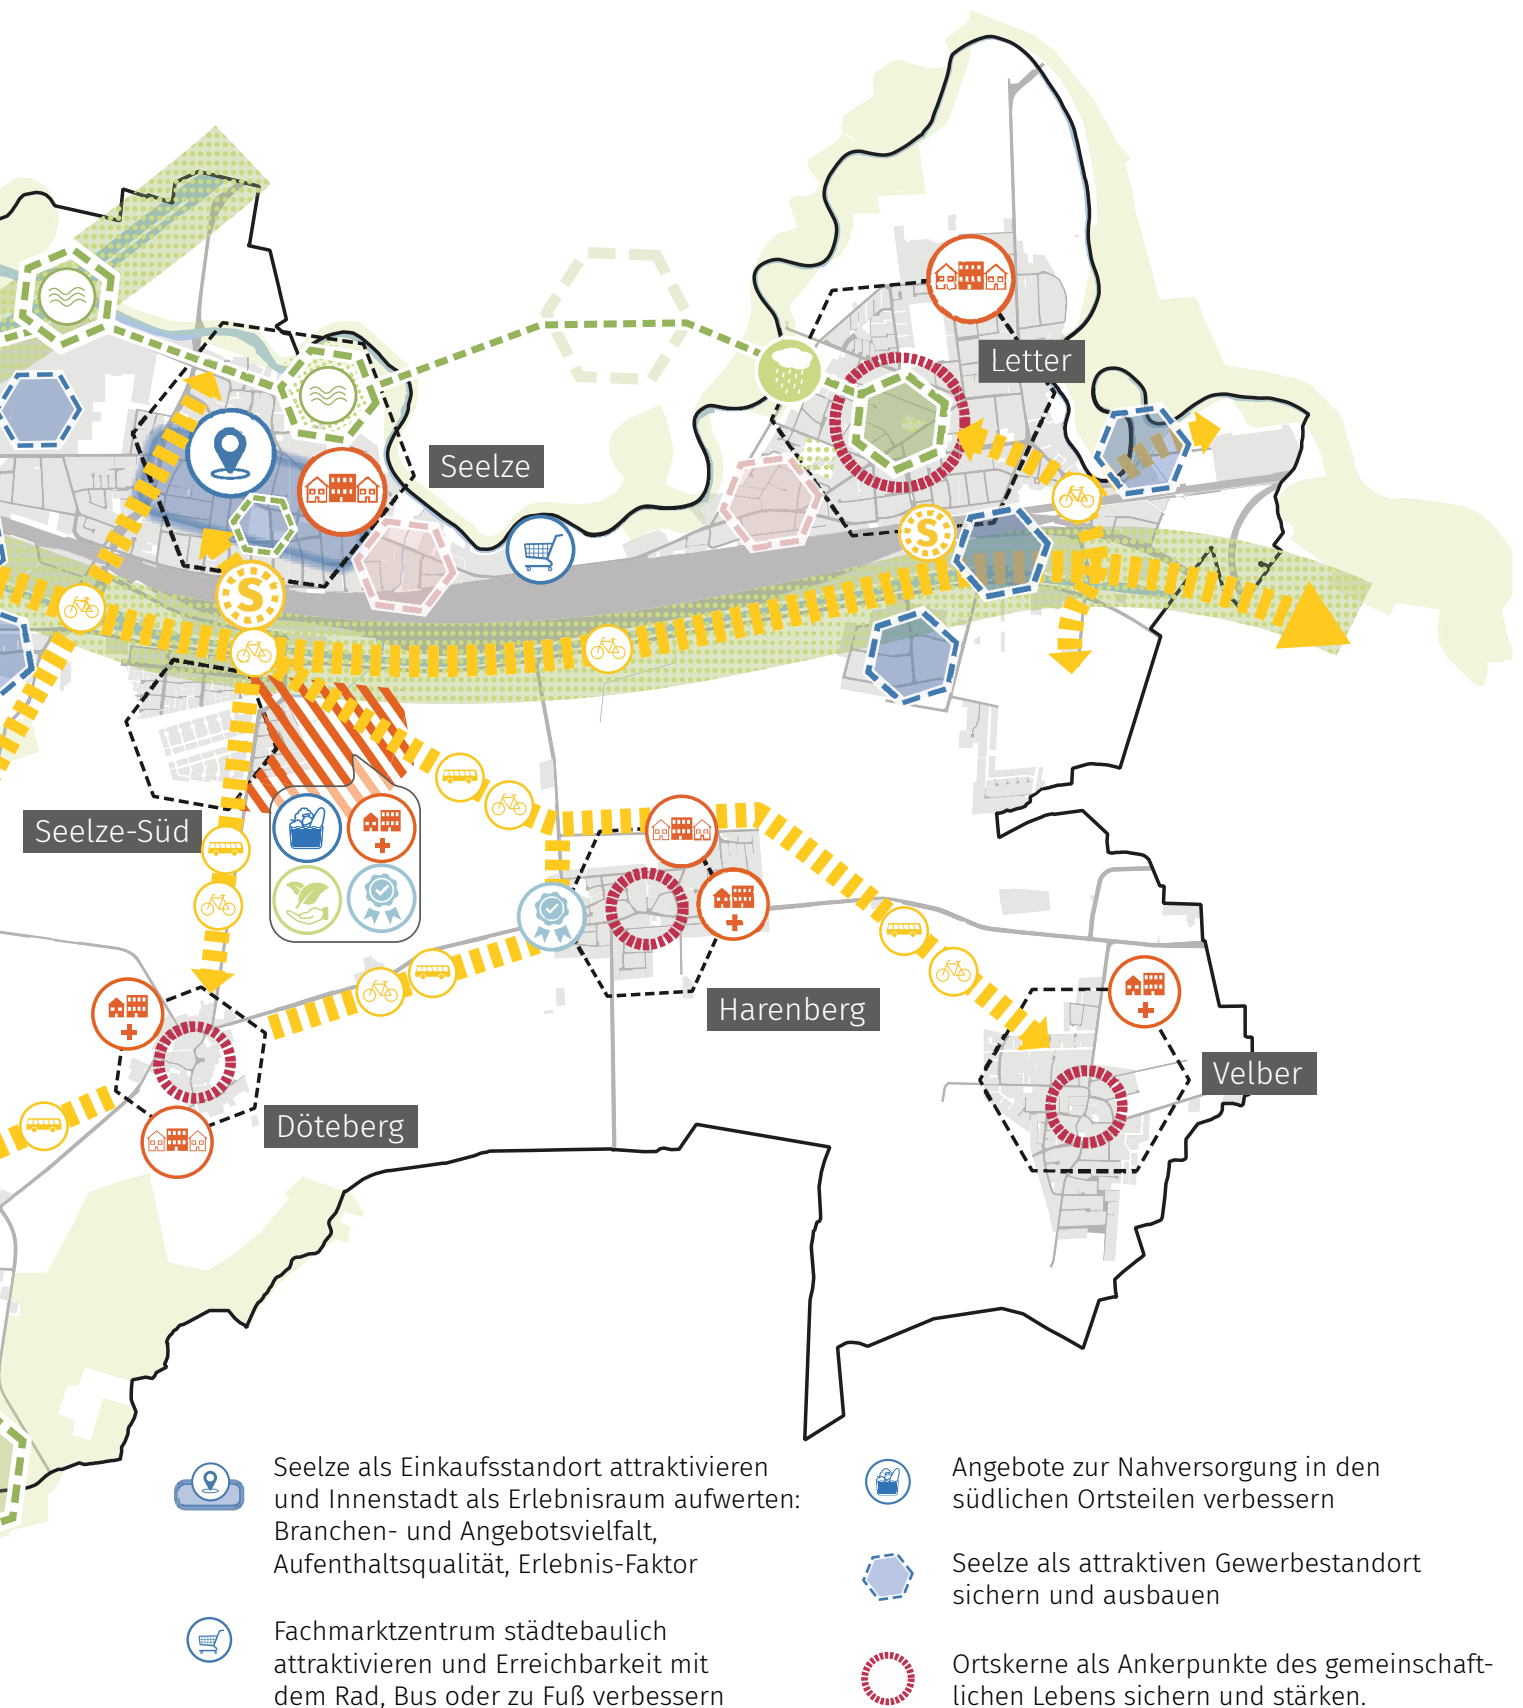 Letter
Seelze
S
S
Seelze-Süd
Harenberg
Velber
Döteberg
Seelze als Einkaufsstandort attraktivieren
und Innenstadt als Erlebnisraum aufwerten:
Branchen- und Angebotsvielfalt,
Aufenthaltsqualität, Erlebnis-Faktor
Fachmarktzentrum städtebaulich
attraktivieren und Erreichbarkeit mit
dem Rad, Bus oder zu Fuß verbessern
Angebote zur Nahversorgung in den
südlichen Ortsteilen verbessern
Seelze als attraktiven Gewerbestandort
sichern und ausbauen
Ortskerne als Ankerpunkte des gemeinschaft-
lichen Lebens sichern und stärken.